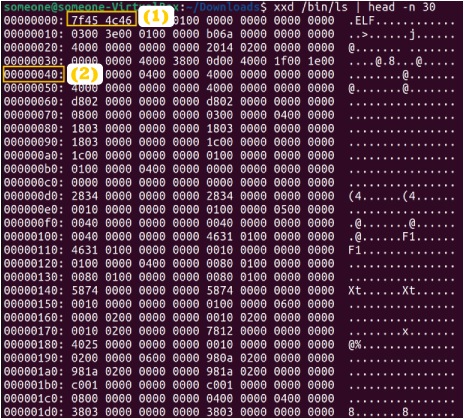 someone@someone-VirtualBox:~/Downloads$ xxd /bin/ls | head -n 30
00000000: 7f45 4c46 (1) 0101 0000 0000 0000 0000 .ELF............
00000010: 0300 3e00 0100 0000 b06a 0000 0000 0000 ..>......j......
00000020: 4000 0000 0000 0000 2014 0200 0000 0000 @....... .......
00000030: 0000 0000 4000 3800 0d00 4000 1f00 1e00 ....@.8...@.....
00000040: (2) 0000 0400 0000 4000 0000 0000 0000 ........@.......
00000050: 4000 0000 0000 0000 4000 0000 0000 0000 @.......@.......
00000060: d802 0000 0000 0000 d802 0000 0000 0000 ................
00000070: 0800 0000 0000 0000 0300 0000 0400 0000 ................
00000080: 1803 0000 0000 0000 1803 0000 0000 0000 ................
00000090: 1803 0000 0000 0000 1c00 0000 0000 0000 ................
000000a0: 1c00 0000 0000 0000 0100 0000 0000 0000 ................
000000b0: 0100 0000 0400 0000 0000 0000 0000 0000 ................
000000c0: 0000 0000 0000 0000 0000 0000 0000 0000 ................
000000d0: 2834 0000 0000 0000 2834 0000 0000 0000 (4......(4......
000000e0: 0010 0000 0000 0000 0100 0000 0500 0000 ................
000000f0: 0040 0000 0000 0000 0040 0000 0000 0000 .@.......@......
00000100: 0040 0000 0000 0000 4631 0100 0000 0000 .@......F1......
00000110: 4631 0100 0000 0000 0010 0000 0000 0000 F1..............
00000120: 0100 0000 0400 0000 0080 0100 0000 0000 ................
00000130: 0080 0100 0000 0000 0080 0100 0000 0000 ................
00000140: 5874 0000 0000 0000 5874 0000 0000 0000 Xt......Xt......
00000150: 0010 0000 0000 0000 0100 0000 0600 0000 ................
00000160: 0000 0200 0000 0000 0010 0200 0000 0000 ................
00000170: 0010 0200 0000 0000 7812 0000 0000 0000 ........x.......
00000180: 4025 0000 0000 0000 0010 0000 0000 0000 @%..............
00000190: 0200 0000 0600 0000 980a 0200 0000 0000 ................
000001a0: 981a 0200 0000 0000 981a 0200 0000 0000 ................
000001b0: c001 0000 0000 0000 c001 0000 0000 0000 ................
000001c0: 0800 0000 0000 0000 0400 0000 0400 0000 ................
000001d0: 3803 0000 0000 0000 3803 0000 0000 0000 8.......8.......